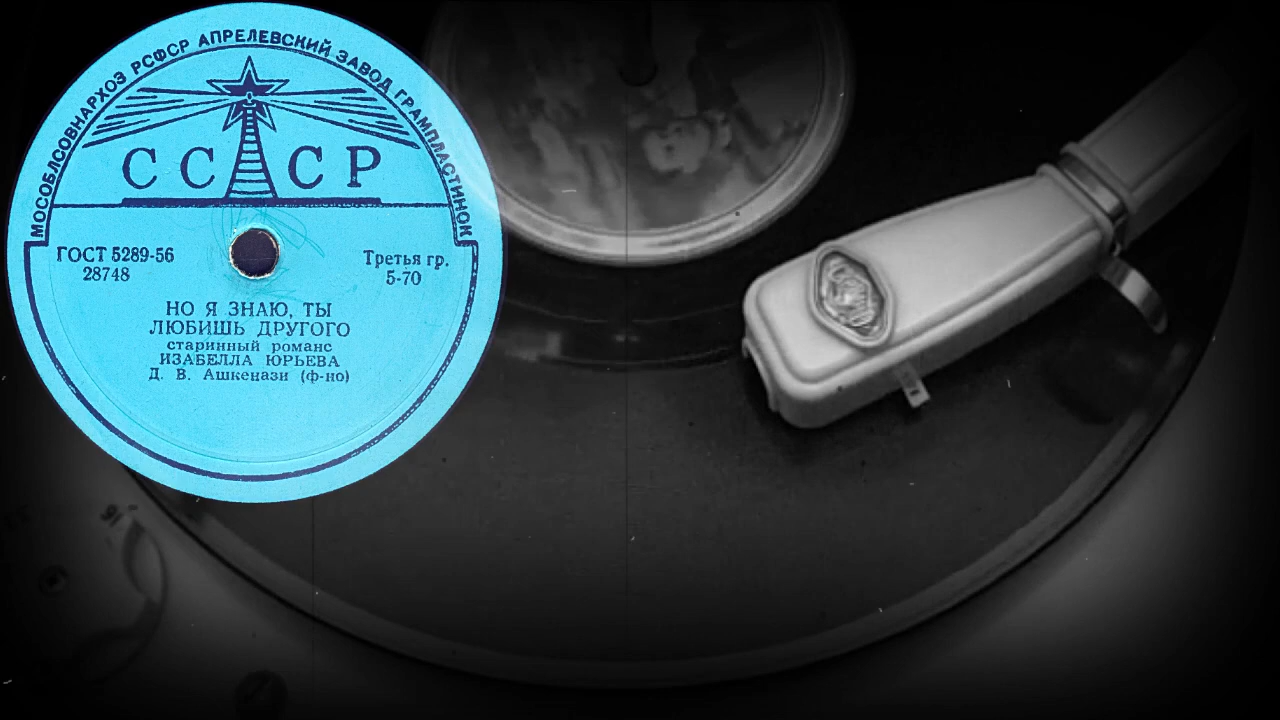 МОСОБЛСОВНАРХОЗ РСФСР АПРЕЛЕВСКИЙ ЗАВОД ГРАМПЛАСТИНОК
СССР
ГОСТ 5289-56
28748
Третья гр.
5-70
НО Я ЗНАЮ, ТЫ
ЛЮБИШЬ ДРУГОГО
старинный романс
ИЗАБЕЛЛА ЮРЬЕВА
Д. В. Ашкенази (ф-но)